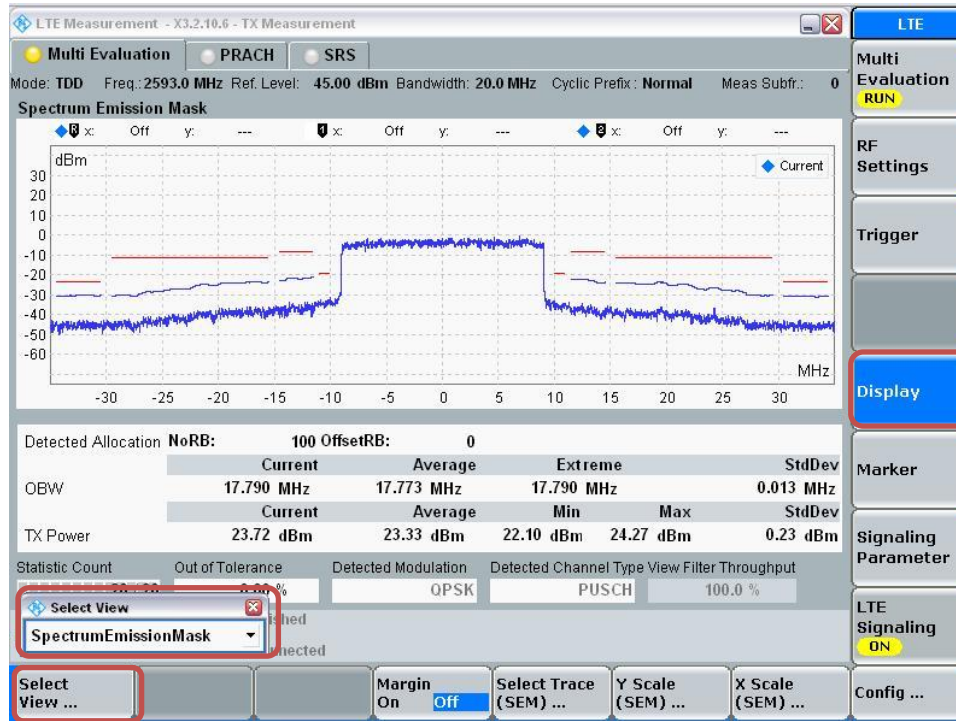 LTE Measurement - X3.2.10.6 - TX Measurement
LTE
Multi Evaluation PRACH SRS
Mode: TDD Freq.: 2593.0 MHz Ref. Level: 45.00 dBm Bandwidth: 20.0 MHz Cyclic Prefix: Normal Meas Subfr.: 0
Spectrum Emission Mask
R x: Off y: --- 1 x: Off y: --- 2 x: Off y: ---
dBm
Current
30
20
10
0
-10
-20
-30
-40
-50
-60
MHz
-30 -25 -20 -15 -10 -5 0 5 10 15 20 25 30
Detected Allocation NoRB: 100 OffsetRB: 0
Current Average Extreme StdDev
OBW 17.790 MHz 17.773 MHz 17.790 MHz 0.013 MHz
Current Average Min Max StdDev
TX Power 23.72 dBm 23.33 dBm 22.10 dBm 24.27 dBm 0.23 dBm
Statistic Count Out of Tolerance Detected Modulation Detected Channel Type View Filter Throughput
% QPSK PUSCH 100.0 %
Select View
SpectrumEmissionMask
Select View ...
Margin
On Off
Select Trace
(SEM) ...
Y Scale
(SEM) ...
X Scale
(SEM) ...
Config ...
Multi
Evaluation
RUN
RF
Settings
Trigger
Display
Marker
Signaling
Parameter
LTE
Signaling
ON